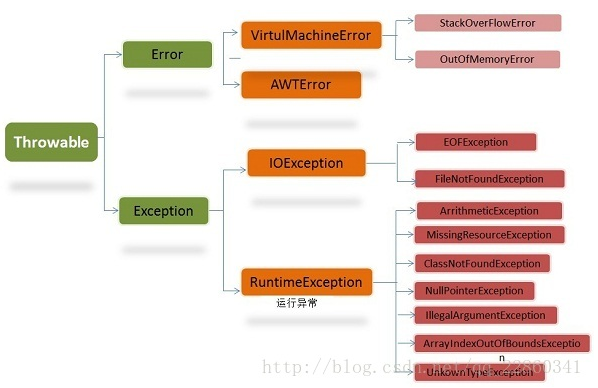 Throwable
Error
Exception
VirtulMachineError
AWTError
IOException
RuntimeException
运行异常
StackOverFlowError
OutOfMemoryError
EOFException
FileNotFoundException
ArrithmeticException
MissingResourceException
ClassNotFoundException
NullPointerException
IllegalArgumentException
ArrayIndexOutOfBoundsExceptio
n
UnkownTypeException
http://blog.csdn.net/qq_22860341